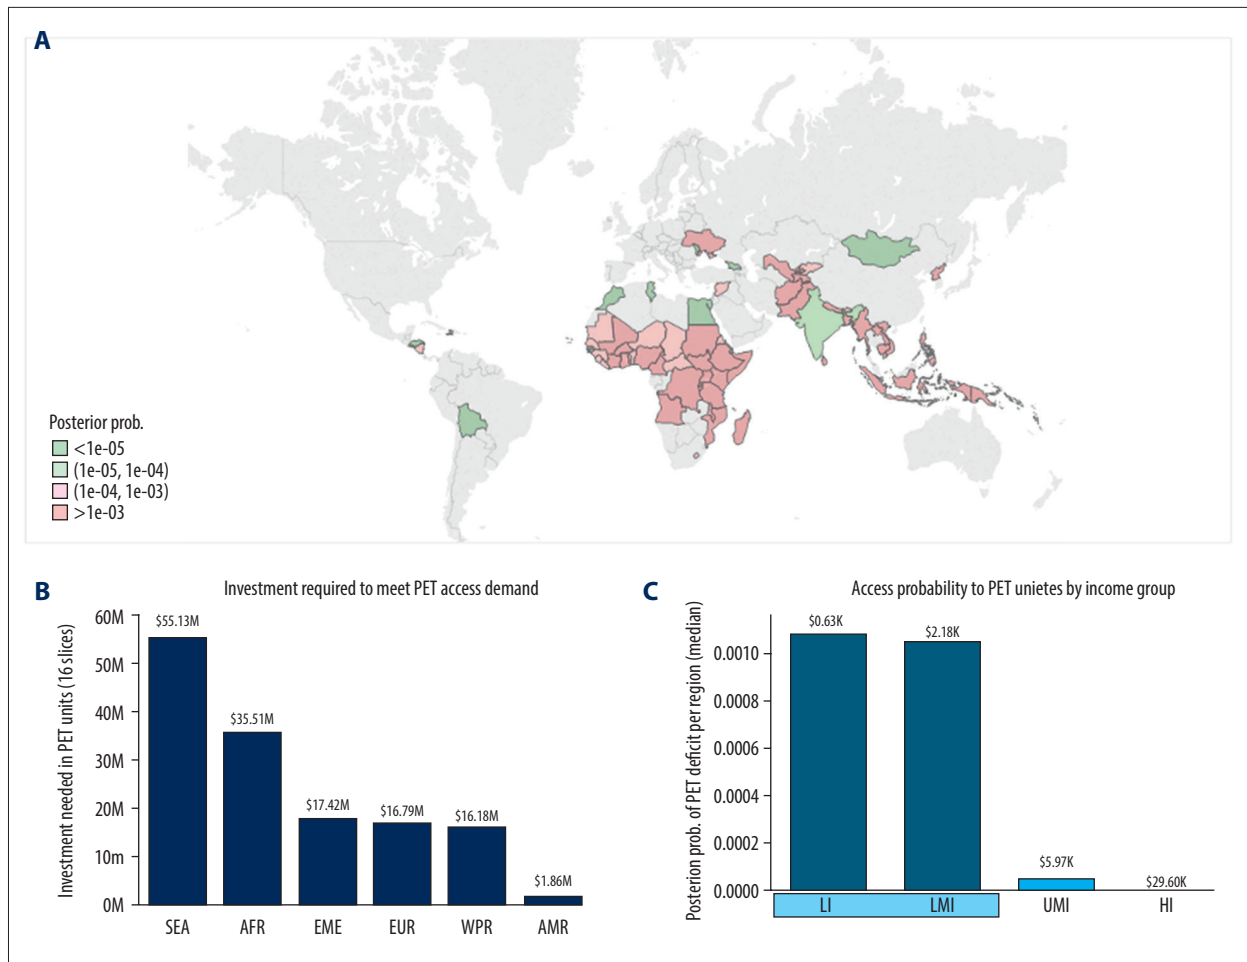 A
Posterior prob.
<1e-05
(1e-05, 1e-04)
(1e-04, 1e-03)
>1e-03
B
Investment required to meet PET access demand
Investment needed in PET units (16 slices)
60M
50M
40M
30M
20M
10m
0M
$55.13M
$35.51M
$17.42M
$16.79M
$16.18M
$1.86M
SEA
AFR
EME
EUR
WPR
AMR
C
Access probability to PET unietes by income group
Posterion prob. of PET deficit per region (median)
0.0010
0.0008
0.0006
0.0004
0.0002
0.0000
$0.63K
$2.18K
$5.97K
$29.60K
LI
LMI
UMI
HI